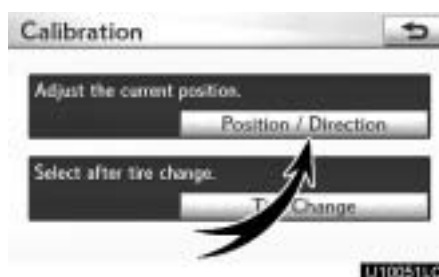 Calibration
Adjust the current position.
Position / Direction
Select after tire change.
Change